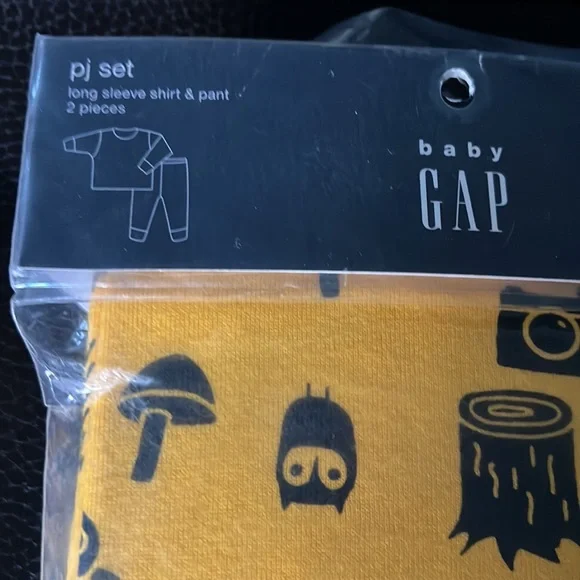 pj set
long sleeve shirt & pant
2 pieces
baby
GAP